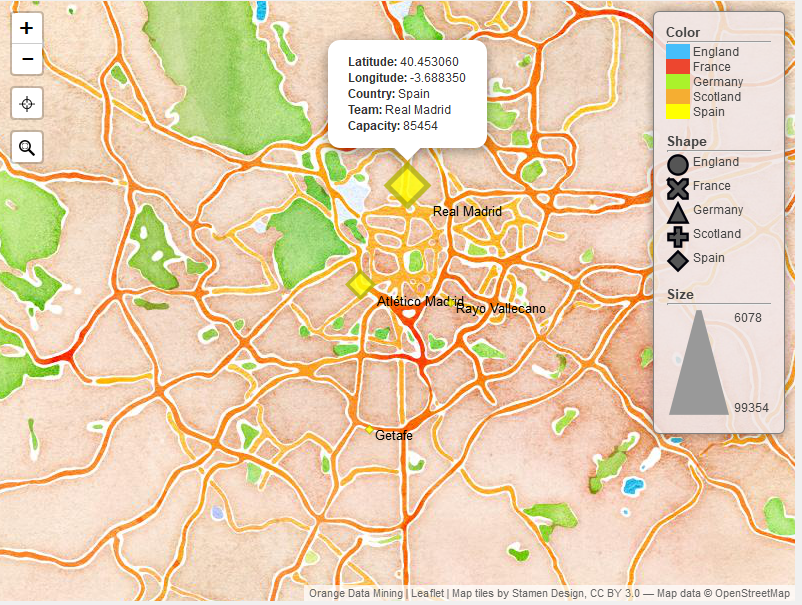 +
−
Latitude: 40.453060
Longitude: -3.688350
Country: Spain
Team: Real Madrid
Capacity: 85454
Real Madrid
Atlético Madrid
Rayo Vallecano
Getafe
Color
England
France
Germany
Scotland
Spain
Shape
England
France
Germany
Scotland
Spain
Size
6078
99354
Orange Data Mining | Leaflet | Map tiles by Stamen Design, CC BY 3.0 — Map data © OpenStreetMap